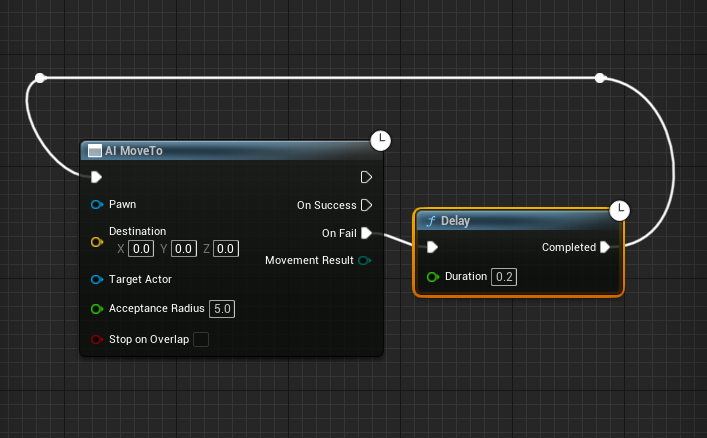 AI MoveTo
Pawn
On Success
Destination
X 0.0 Y 0.0 Z 0.0
On Fail
Movement Result
Target Actor
Acceptance Radius 5.0
Stop on Overlap
f Delay
Completed
Duration 0.2